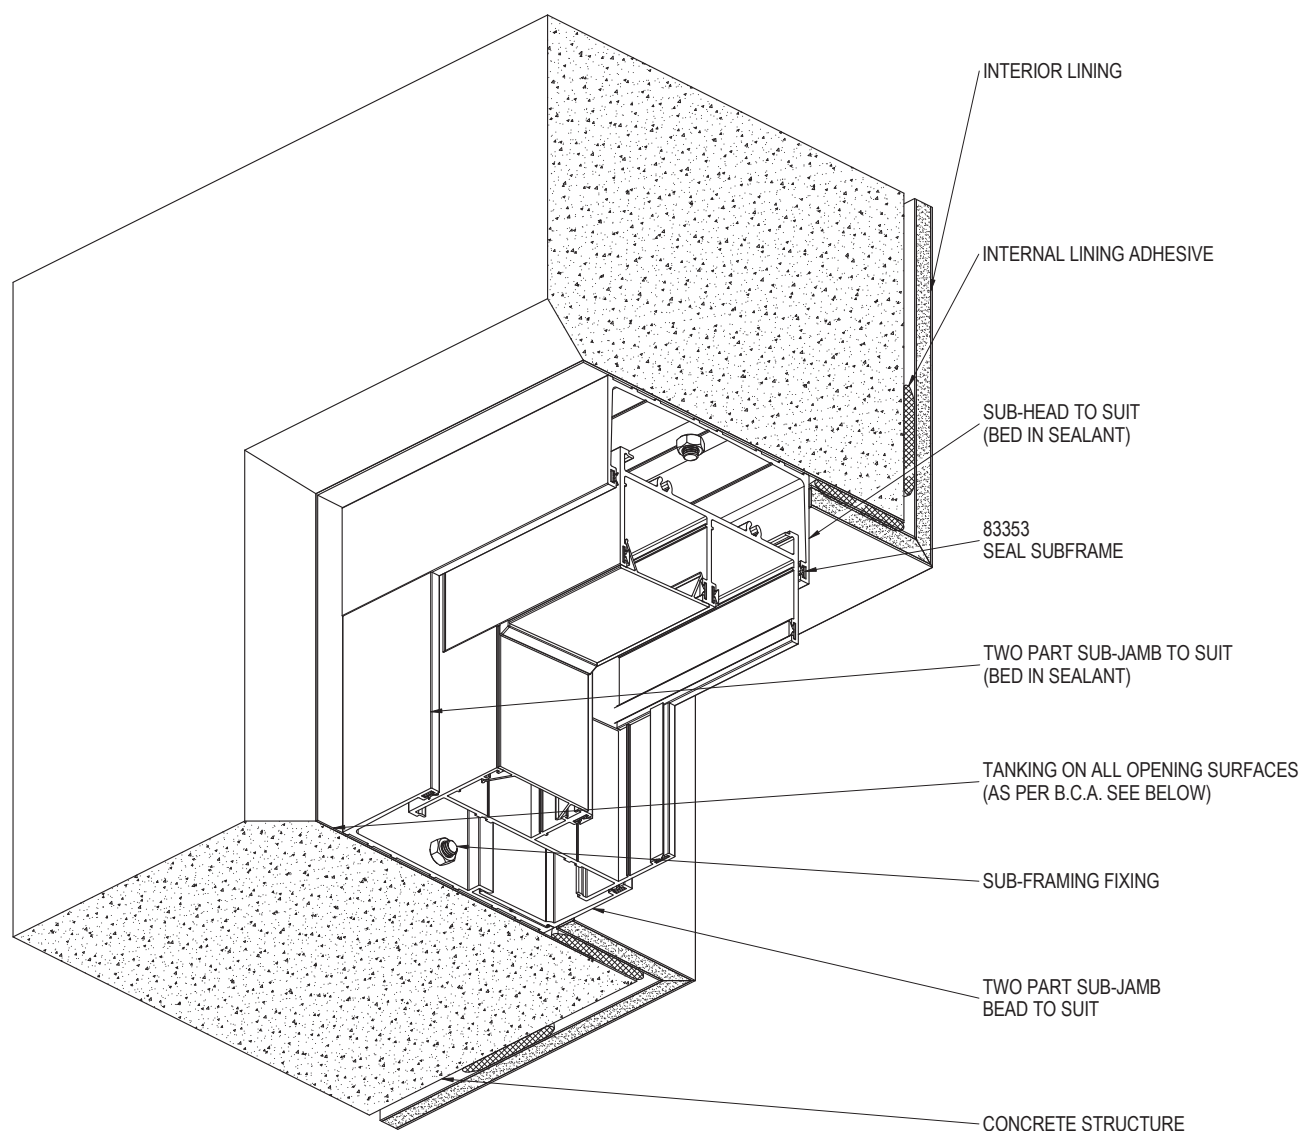 INTERIOR LINING
INTERNAL LINING ADHESIVE
SUB-HEAD TO SUIT
(BED IN SEALANT)
83353
SEAL SUBFRAME
TWO PART SUB-JAMB TO SUIT
(BED IN SEALANT)
TANKING ON ALL OPENING SURFACES
(AS PER B.C.A. SEE BELOW)
SUB-FRAMING FIXING
TWO PART SUB-JAMB
BEAD TO SUIT
CONCRETE STRUCTURE